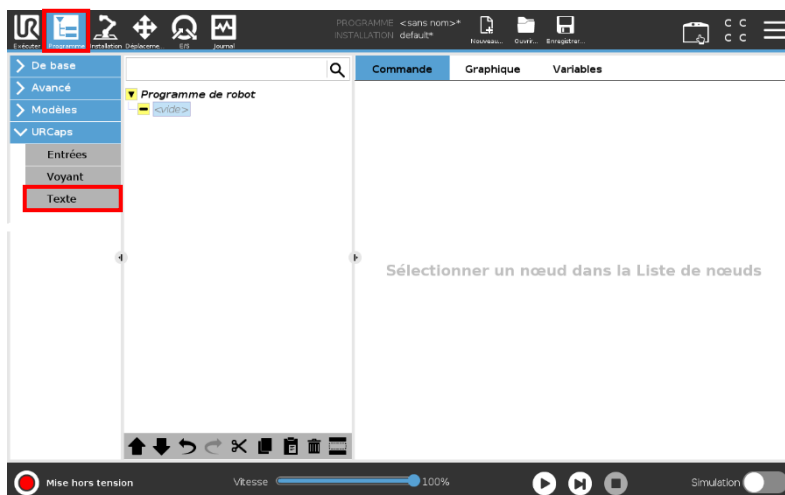 UR
PROGRAMME <sans nom>*
INSTALLATION default*
Exécuter Programme Installation Déplaceme... E/S Journal
Nouveau... Ouvrir... Enregistrer...
C C
C C
De base
Avancé
Modèles
URCaps
Entrées
Voyant
Texte
Programme de robot
<vide>
Commande Graphique Variables
Sélectionner un nœud dans la Liste de nœuds
Mise hors tension
Vitesse 100%
Simulation